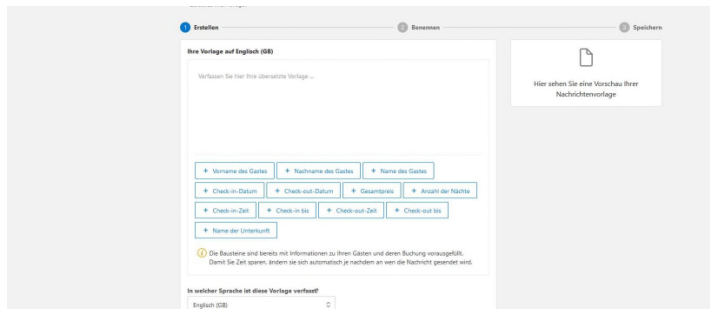 1 Erstellen 2 Benennen 3 Speichern
Ihre Vorlage auf Englisch (GB)
Verfassen Sie hier Ihre übersetzte Vorlage ...
Hier sehen Sie eine Vorschau Ihrer
Nachrichtenvorlage
+ Vorname des Gastes + Nachname des Gastes + Name des Gastes
+ Check-in-Datum + Check-out-Datum + Gesamtpreis + Anzahl der Nächte
+ Check-in-Zeit + Check-in bis + Check-out-Zeit + Check-out bis
+ Name der Unterkunft
Die Bausteine sind bereits mit Informationen zu Ihren Gästen und deren Buchung vorausgefüllt.
Damit Sie Zeit sparen, ändern sie sich automatisch je nachdem an wen die Nachricht gesendet wird.
In welcher Sprache ist diese Vorlage verfasst?
Englisch (GB)